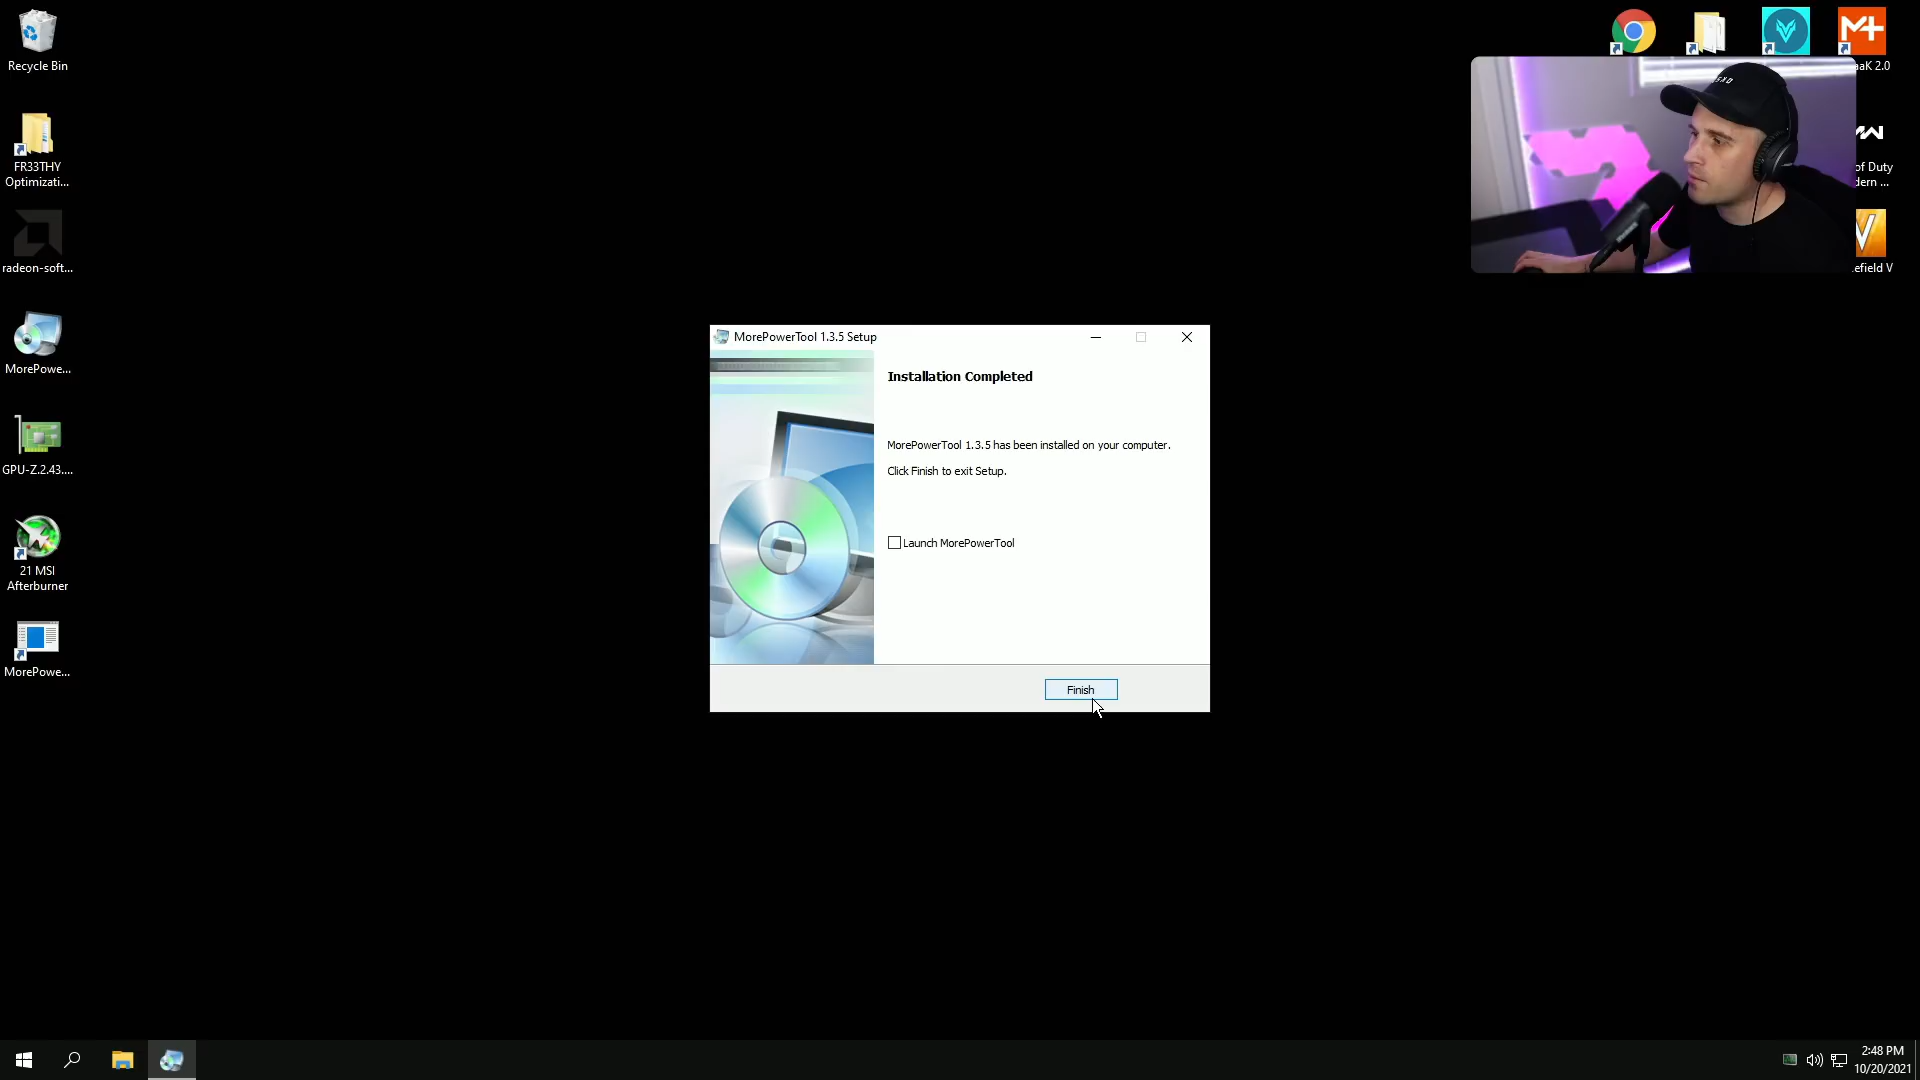 Recycle Bin
FR33THY
Optimizati...
radeon-soft...
MorePowe...
GPU-Z.2.43....
21 MSI
Afterburner
MorePowe...
MorePowerTool 1.3.5 Setup
Installation Completed
MorePowerTool 1.3.5 has been installed on your computer.
Click Finish to exit Setup.
Launch MorePowerTool
Finish
aaK 2.0
of Duty
dern ...
efield V
2:48 PM
10/20/2021